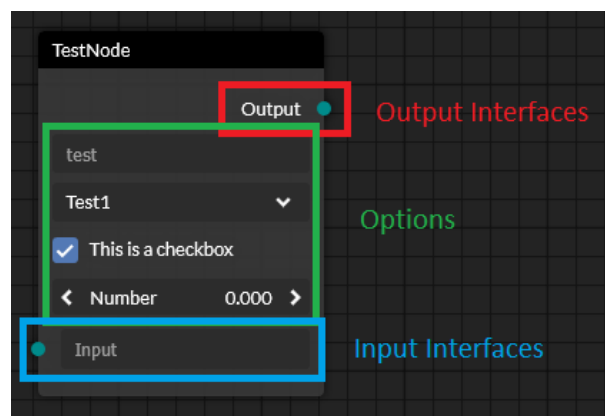 TestNode
Output
Output Interfaces
test
Test1
Options
This is a checkbox
Number 0.000
Input
Input Interfaces